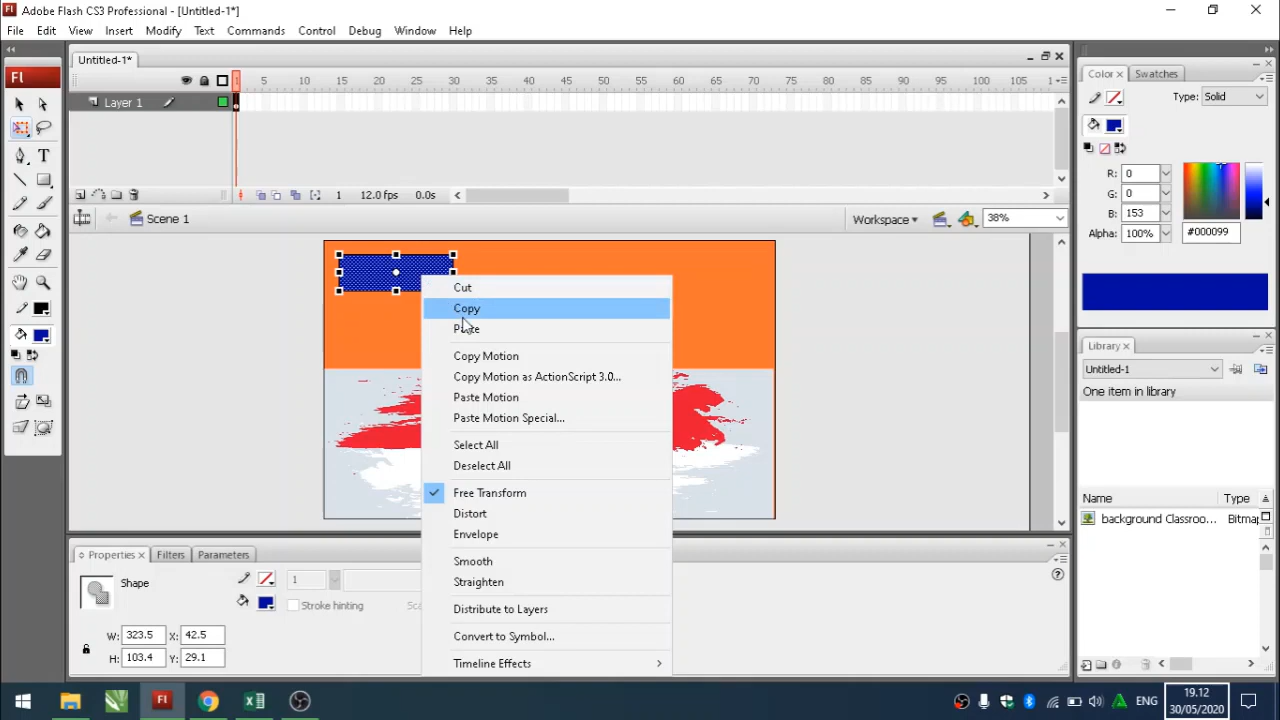 Adobe Flash CS3 Professional - [Untitled-1*]
File Edit View Insert Modify Text Commands Control Debug Window Help
Untitled-1*
Fl
5 10 15 20 25 30 35 40 45 50 55 60 65 70 75 80 85 90 95 100 105
Layer 1
1 12.0 fps 0.0s
Scene 1
Workspace
38%
Cut
Copy
Paste
Copy Motion
Copy Motion as ActionScript 3.0...
Paste Motion
Paste Motion Special...
Select All
Deselect All
Free Transform
Distort
Envelope
Smooth
Straighten
Distribute to Layers
Convert to Symbol...
Timeline Effects
Properties Filters Parameters
Shape
1
Stroke hinting
W: 323.5 X: 42.5
H: 103.4 Y: 29.1
Color Swatches
Type: Solid
R: 0
G: 0
B: 153
Alpha: 100% #000099
Library
Untitled-1
One item in library
Name Type
background Classroo... Bitmap
Fl
ENG
19.12
30/05/2020